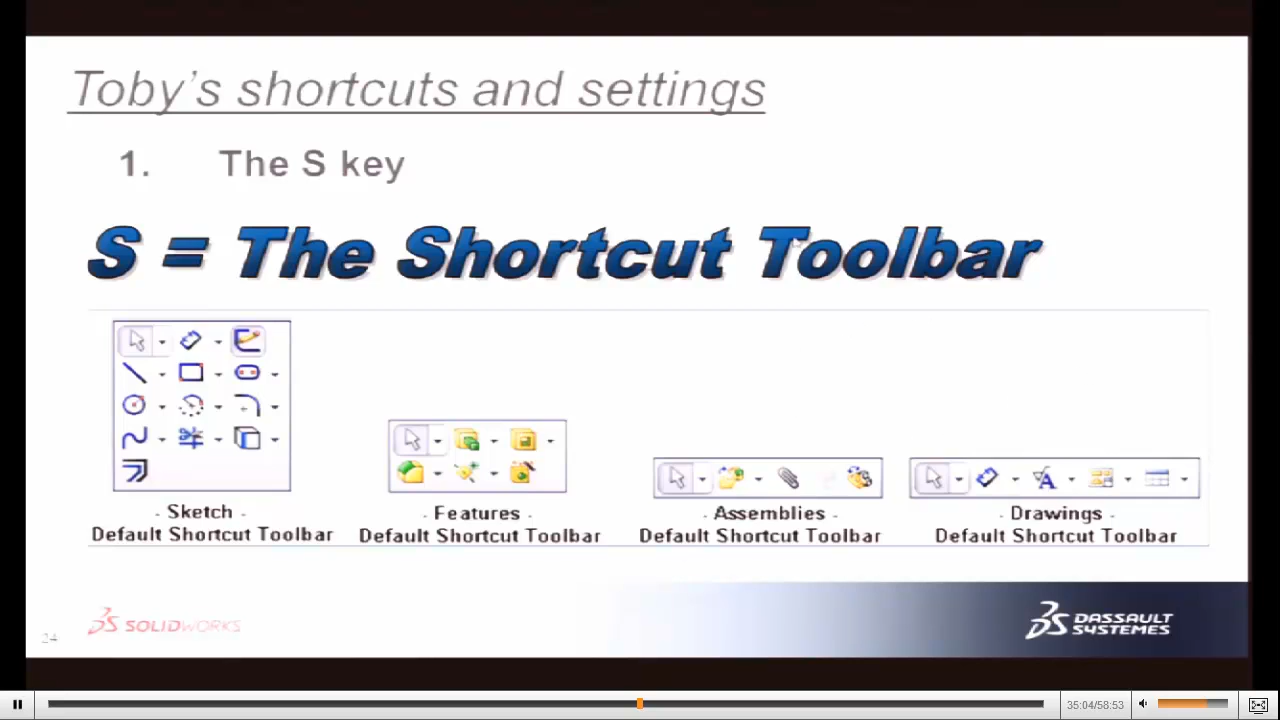 Toby's shortcuts and settings
1. The S key
S = The Shortcut Toolbar
- Sketch -
Default Shortcut Toolbar
- Features -
Default Shortcut Toolbar
- Assemblies -
Default Shortcut Toolbar
- Drawings -
Default Shortcut Toolbar
24
SOLIDWORKS
DASSAULT
SYSTEMES
35:04/58:53